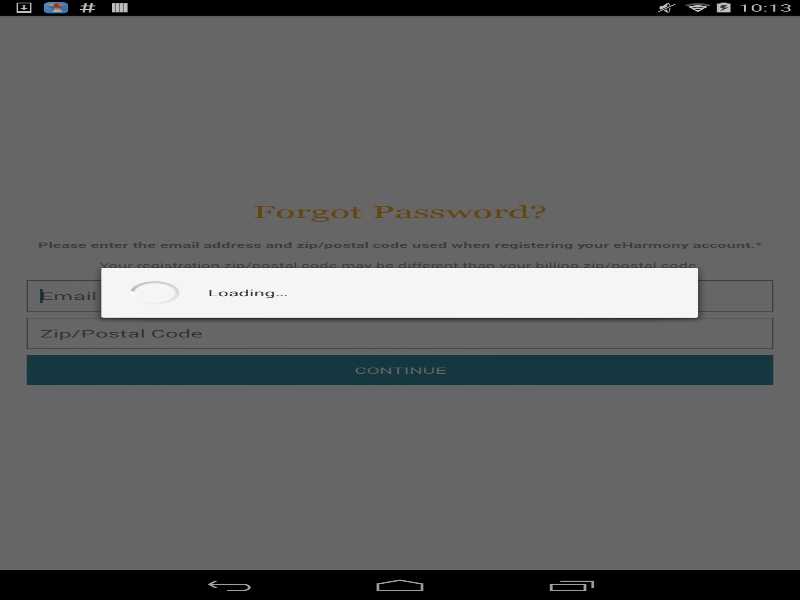 10:13
Forgot Password?
Please enter the email address and zip/postal code used when registering your eHarmony account.*
Your registration zip/postal code may be different than your billing zip/postal code.
Email
Loading...
Zip/Postal Code
CONTINUE